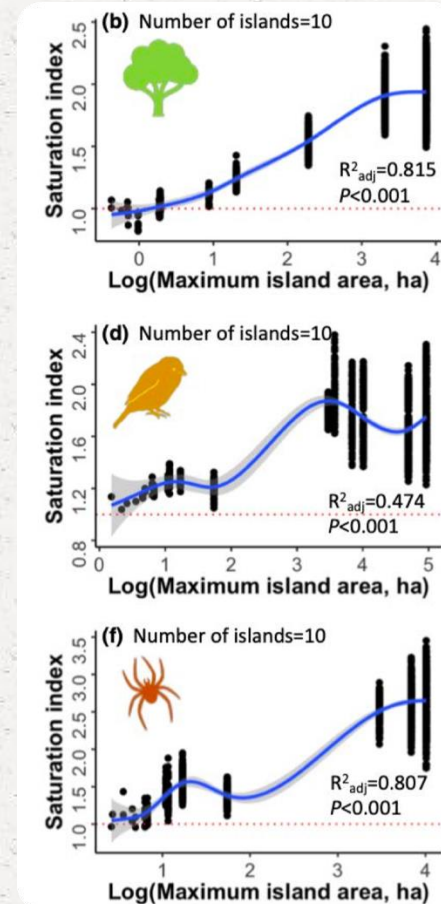 (b) Number of islands=10
Saturation index
2.5
2.0
1.5
1.0
R²adj=0.815
P<0.001
0 1 2 3 4
Log(Maximum island area, ha)
(d) Number of islands=10
Saturation index
2.4
2.0
1.6
1.2
0.8
R²adj=0.474
P<0.001
0 1 2 3 4 5
Log(Maximum island area, ha)
(f) Number of islands=10
Saturation index
3.5
3.0
2.5
2.0
1.5
1.0
R²adj=0.807
P<0.001
1 2 3 4
Log(Maximum island area, ha)